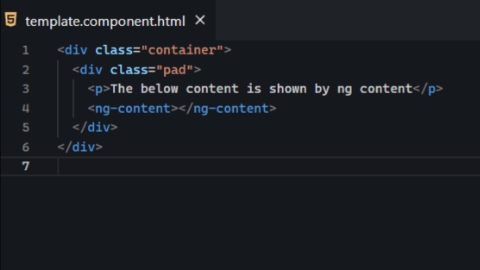 template.component.html
1 <div class="container">
2 <div class="pad">
3 <p>The below content is shown by ng content</p>
4 <ng-content></ng-content>
5 </div>
6 </div>
7